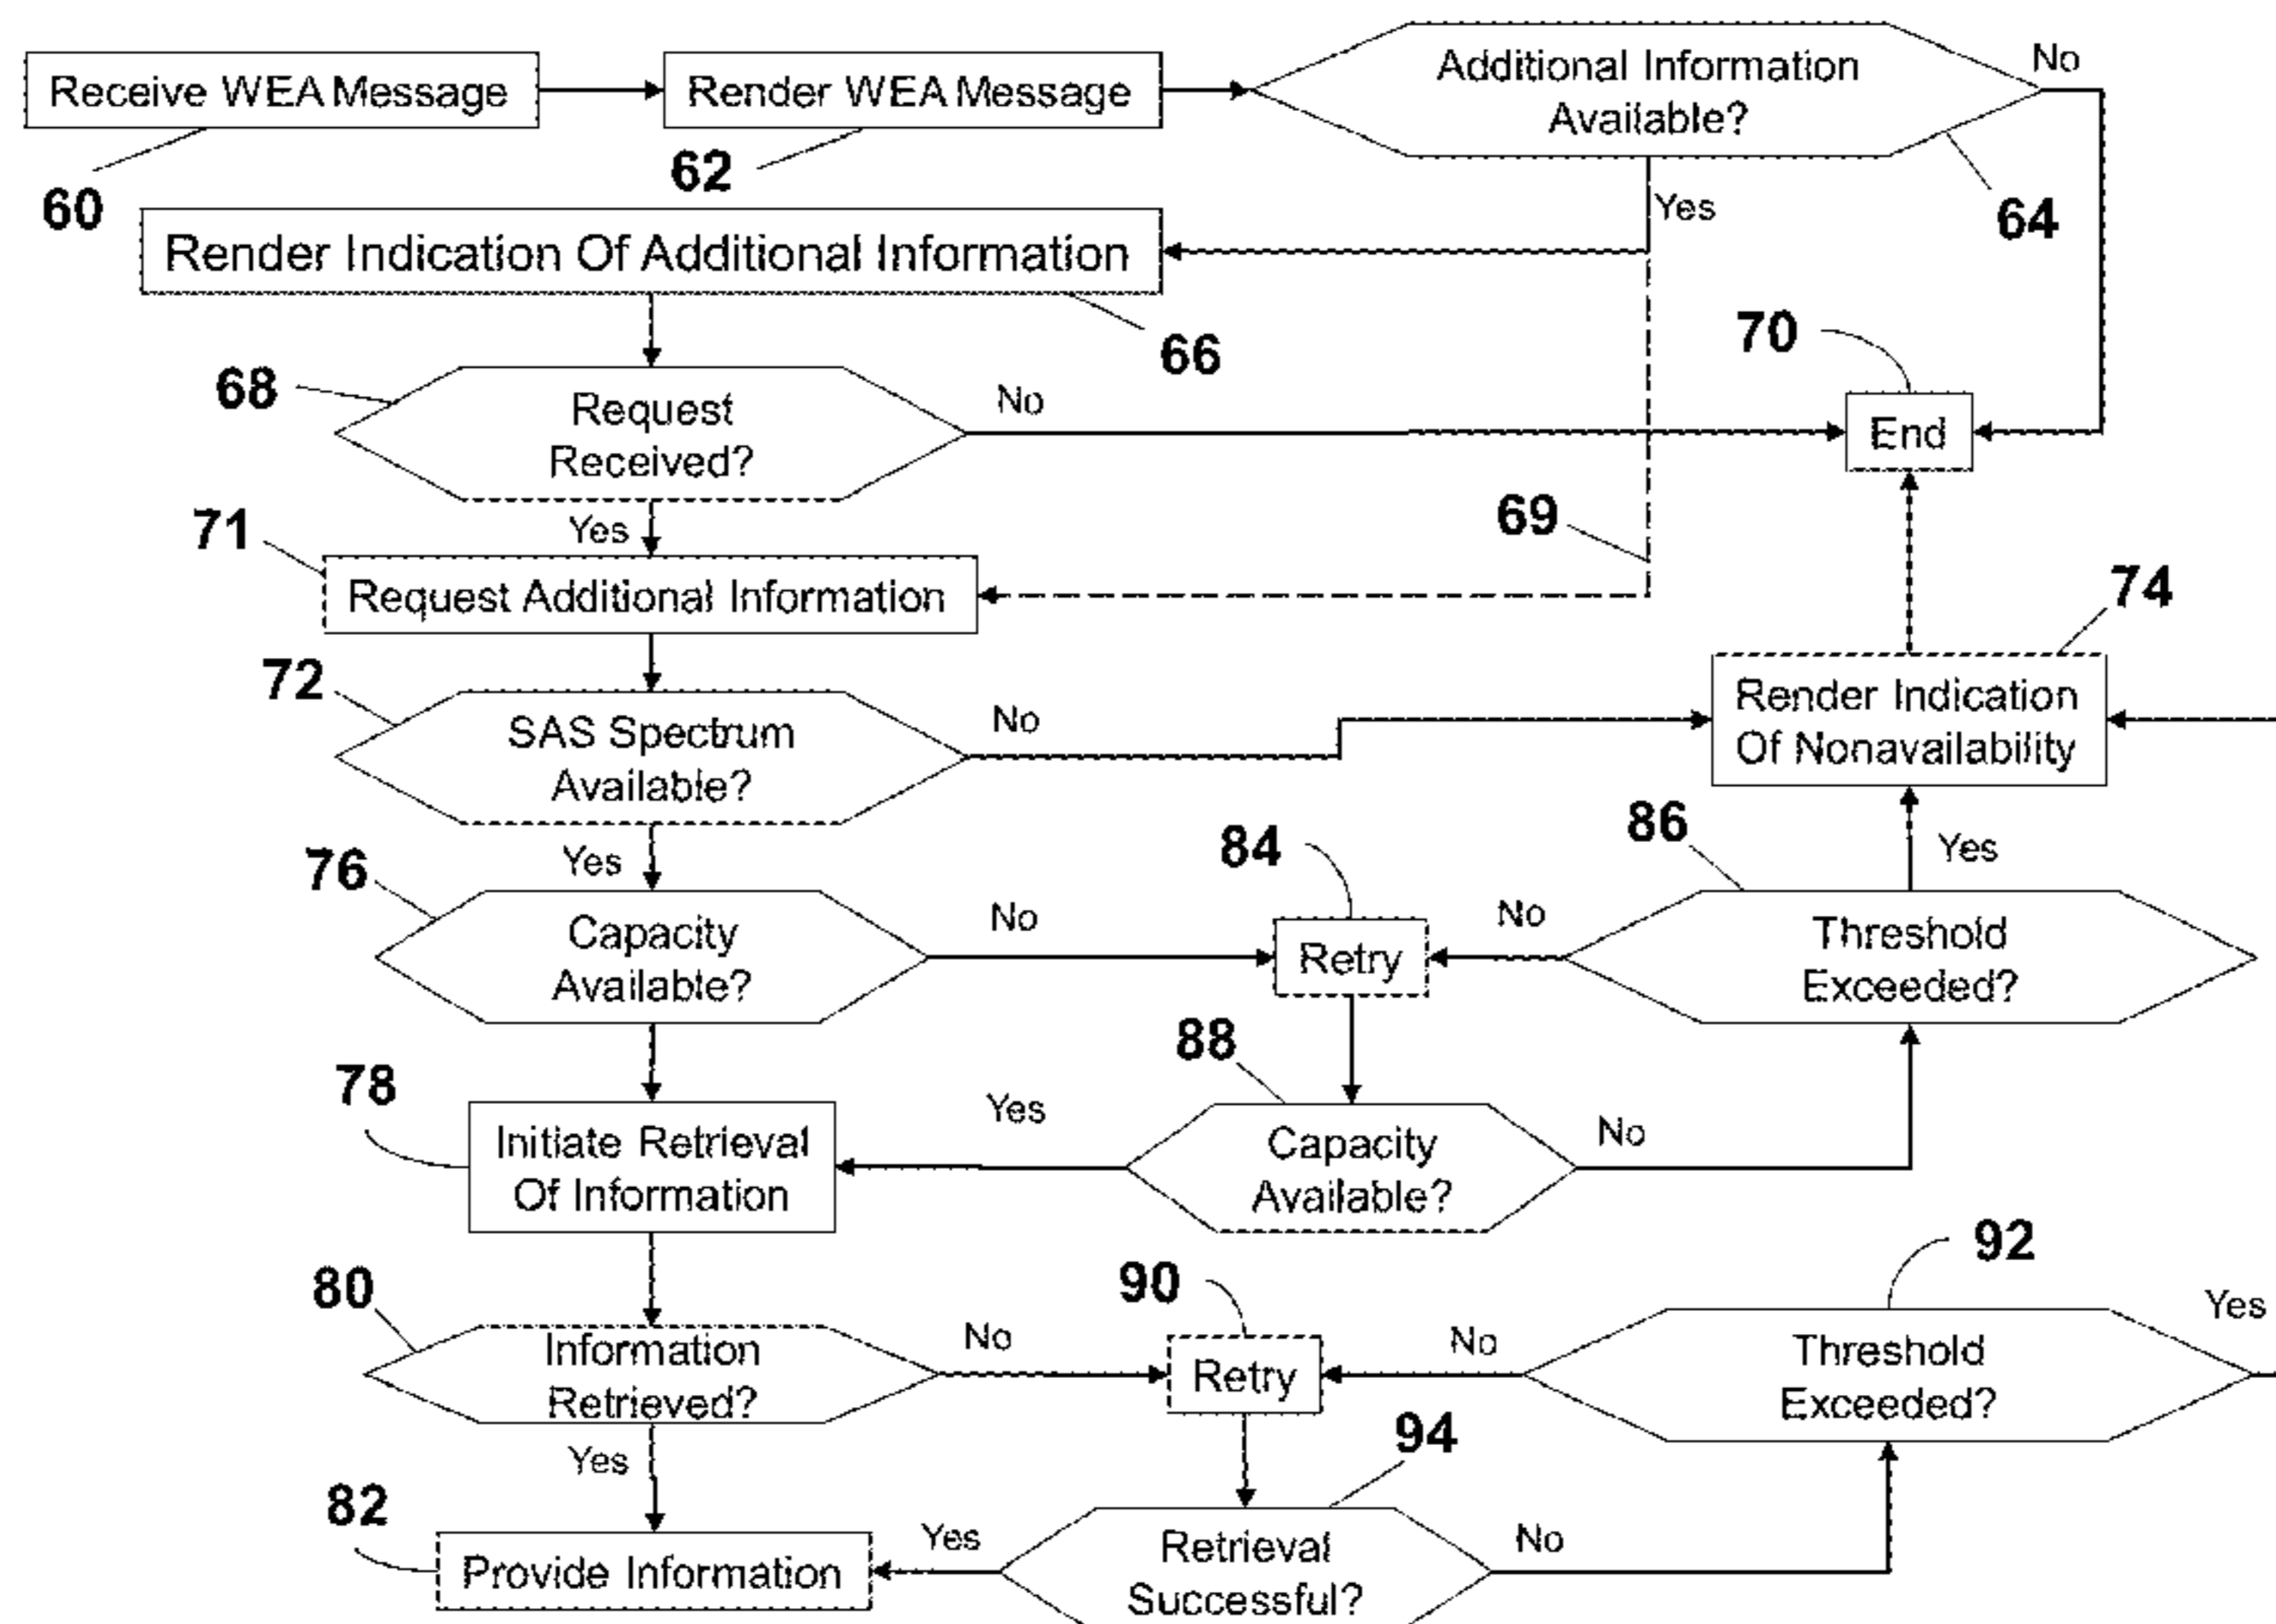 Receive WEA Message
Render WEA Message
Additional Information
Available?
No
60
62
64
Yes
Render Indication Of Additional Information
66
70
68
Request
Received?
No
End
Yes
69
71
Request Additional Information
74
72
SAS Spectrum
Available?
No
Render Indication
Of Nonavailability
Yes
76
84
86
Yes
Capacity
Available?
No
Retry
No
Threshold
Exceeded?
78
88
Initiate Retrieval
Of Information
Yes
Capacity
Available?
No
80
90
92
Information
Retrieved?
No
Retry
No
Threshold
Exceeded?
Yes
Yes
94
82
Provide Information
Yes
Retrieval
Successful?
No